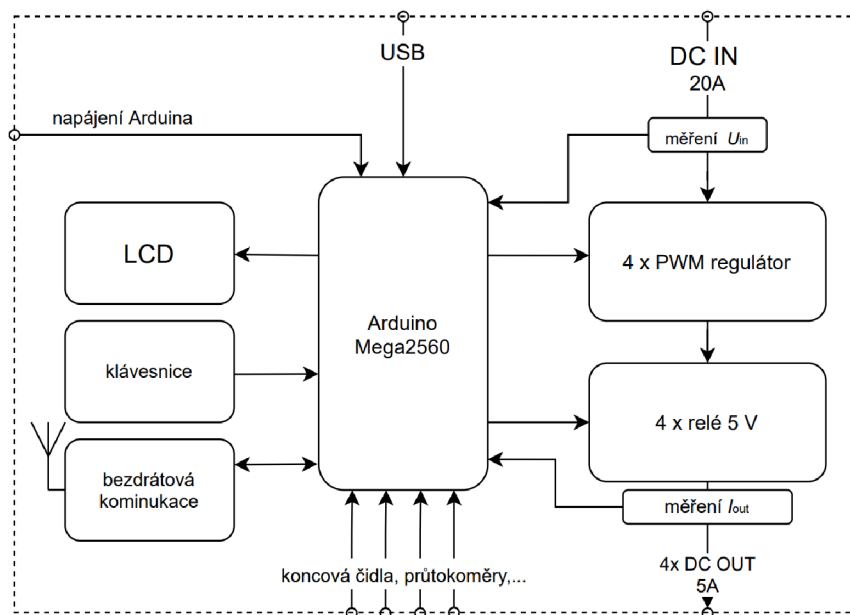 USB
DC IN
20A
napájení Arduina
měření Uin
LCD
4 x PWM regulátor
Arduino
Mega2560
klávesnice
4 x relé 5 V
bezdrátová
kominukace
měření Iout
koncová čidla, průtokoměry,...
4x DC OUT
5A